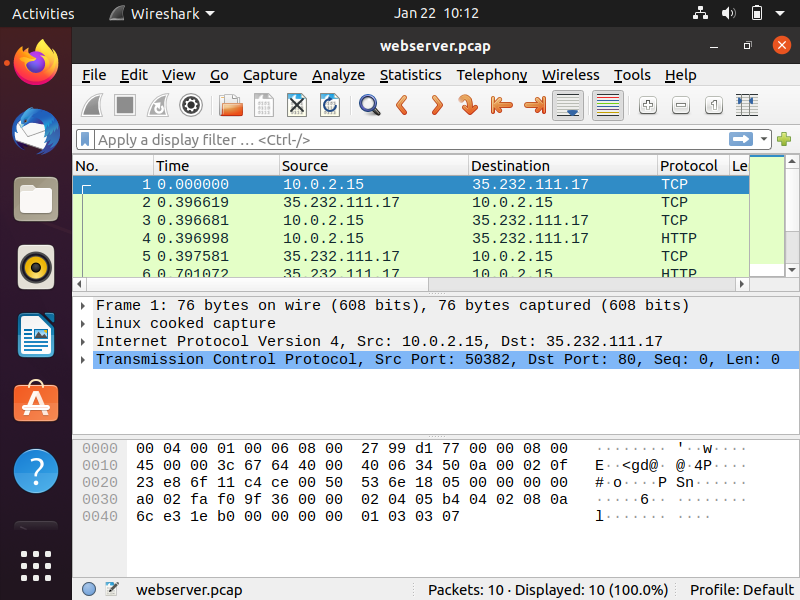 Activities Wireshark Jan 22 10:12
webserver.pcap
File Edit View Go Capture Analyze Statistics Telephony Wireless Tools Help
Apply a display filter … <Ctrl-/>
No. Time Source Destination Protocol Le
1 0.000000 10.0.2.15 35.232.111.17 TCP
2 0.396619 35.232.111.17 10.0.2.15 TCP
3 0.396681 10.0.2.15 35.232.111.17 TCP
4 0.396998 10.0.2.15 35.232.111.17 HTTP
5 0.397581 35.232.111.17 10.0.2.15 TCP
6 0.701072 35.232.111.17 10.0.2.15 HTTP
Frame 1: 76 bytes on wire (608 bits), 76 bytes captured (608 bits)
Linux cooked capture
Internet Protocol Version 4, Src: 10.0.2.15, Dst: 35.232.111.17
Transmission Control Protocol, Src Port: 50382, Dst Port: 80, Seq: 0, Len: 0
0000 00 04 00 01 00 06 08 00 27 99 d1 77 00 00 08 00 ········ '··w····
0010 45 00 00 3c 67 64 40 00 40 06 34 50 0a 00 02 0f E··<gd@· @·4P····
0020 23 e8 6f 11 c4 ce 00 50 53 6e 18 05 00 00 00 00 #·o····P Sn······
0030 a0 02 fa f0 9f 36 00 00 02 04 05 b4 04 02 08 0a ·····6·· ········
0040 6c e3 1e b0 00 00 00 00 01 03 03 07 l······· ····
webserver.pcap Packets: 10 · Displayed: 10 (100.0%) Profile: Default